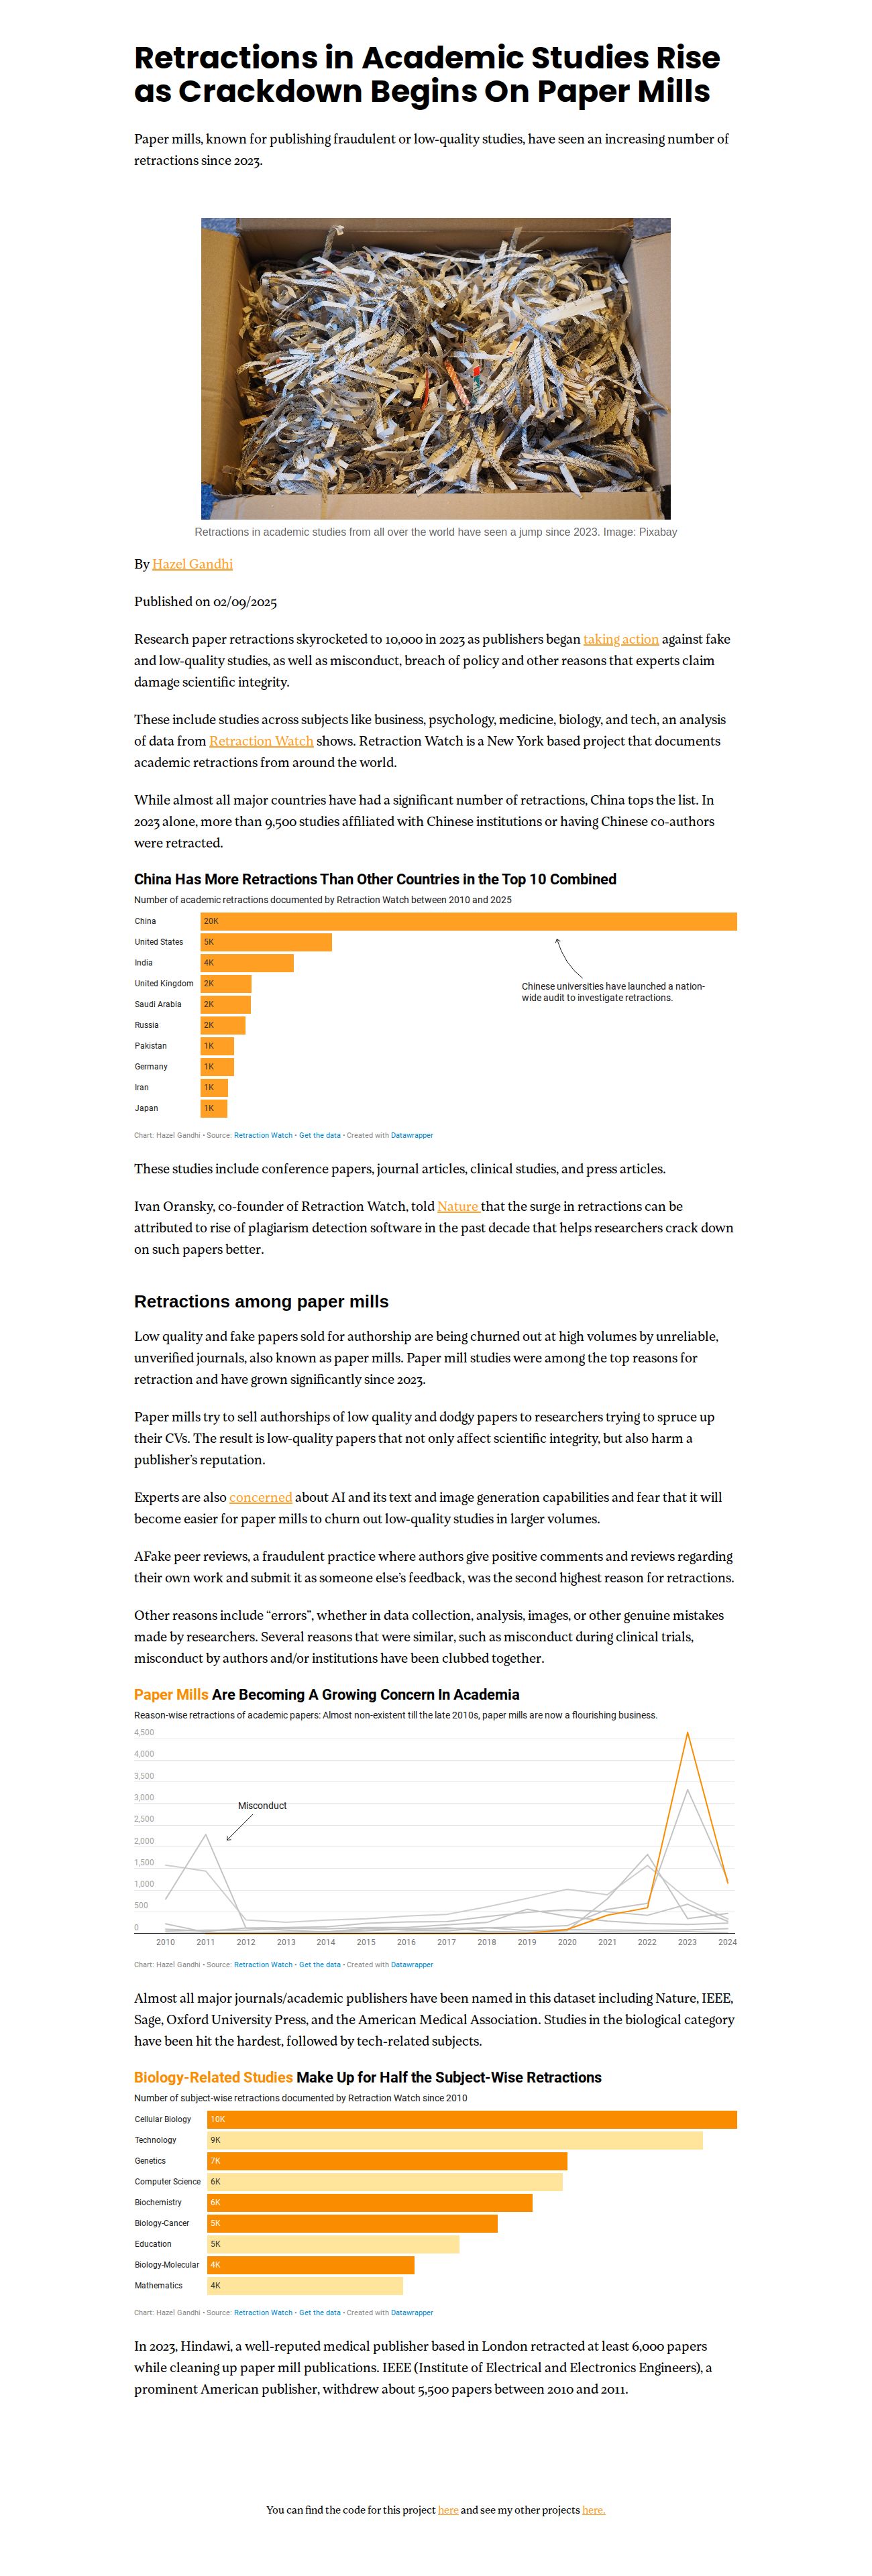 Retractions in Academic Studies Rise
as Crackdown Begins On Paper Mills
Paper mills, known for publishing fraudulent or low-quality studies, have seen an increasing number of
retractions since 2023.
Retractions in academic studies from all over the world have seen a jump since 2023. Image: Pixabay
By Hazel Gandhi
Published on 02/09/2025
Research paper retractions skyrocketed to 10,000 in 2023 as publishers began taking action against fake
and low-quality studies, as well as misconduct, breach of policy and other reasons that experts claim
damage scientific integrity.
These include studies across subjects like business, psychology, medicine, biology, and tech, an analysis
of data from Retraction Watch shows. Retraction Watch is a New York based project that documents
academic retractions from around the world.
While almost all major countries have had a significant number of retractions, China tops the list. In
2023 alone, more than 9,500 studies affiliated with Chinese institutions or having Chinese co-authors
were retracted.
China Has More Retractions Than Other Countries in the Top 10 Combined
Number of academic retractions documented by Retraction Watch between 2010 and 2025
China 20K
United States 5K
India 4K
United Kingdom 2K
Saudi Arabia 2K
Russia 2K
Pakistan 1K
Germany 1K
Iran 1K
Japan 1K
Chinese universities have launched a nation-
wide audit to investigate retractions.
Chart: Hazel Gandhi • Source: Retraction Watch • Get the data • Created with Datawrapper
These studies include conference papers, journal articles, clinical studies, and press articles.
Ivan Oransky, co-founder of Retraction Watch, told Nature that the surge in retractions can be
attributed to rise of plagiarism detection software in the past decade that helps researchers crack down
on such papers better.
Retractions among paper mills
Low quality and fake papers sold for authorship are being churned out at high volumes by unreliable,
unverified journals, also known as paper mills. Paper mill studies were among the top reasons for
retraction and have grown significantly since 2023.
Paper mills try to sell authorships of low quality and dodgy papers to researchers trying to spruce up
their CVs. The result is low-quality papers that not only affect scientific integrity, but also harm a
publisher's reputation.
Experts are also concerned about AI and its text and image generation capabilities and fear that it will
become easier for paper mills to churn out low-quality studies in larger volumes.
AFake peer reviews, a fraudulent practice where authors give positive comments and reviews regarding
their own work and submit it as someone else's feedback, was the second highest reason for retractions.
Other reasons include “errors”, whether in data collection, analysis, images, or other genuine mistakes
made by researchers. Several reasons that were similar, such as misconduct during clinical trials,
misconduct by authors and/or institutions have been clubbed together.
Paper Mills Are Becoming A Growing Concern In Academia
Reason-wise retractions of academic papers: Almost non-existent till the late 2010s, paper mills are now a flourishing business.
4,500
4,000
3,500
3,000
2,500
2,000
1,500
1,000
500
0
Misconduct
2010 2011 2012 2013 2014 2015 2016 2017 2018 2019 2020 2021 2022 2023 2024
Chart: Hazel Gandhi • Source: Retraction Watch • Get the data • Created with Datawrapper
Almost all major journals/academic publishers have been named in this dataset including Nature, IEEE,
Sage, Oxford University Press, and the American Medical Association. Studies in the biological category
have been hit the hardest, followed by tech-related subjects.
Biology-Related Studies Make Up for Half the Subject-Wise Retractions
Number of subject-wise retractions documented by Retraction Watch since 2010
Cellular Biology 10K
Technology 9K
Genetics 7K
Computer Science 6K
Biochemistry 6K
Biology-Cancer 5K
Education 5K
Biology-Molecular 4K
Mathematics 4K
Chart: Hazel Gandhi • Source: Retraction Watch • Get the data • Created with Datawrapper
In 2023, Hindawi, a well-reputed medical publisher based in London retracted at least 6,000 papers
while cleaning up paper mill publications. IEEE (Institute of Electrical and Electronics Engineers), a
prominent American publisher, withdrew about 5,500 papers between 2010 and 2011.
You can find the code for this project here and see my other projects here.